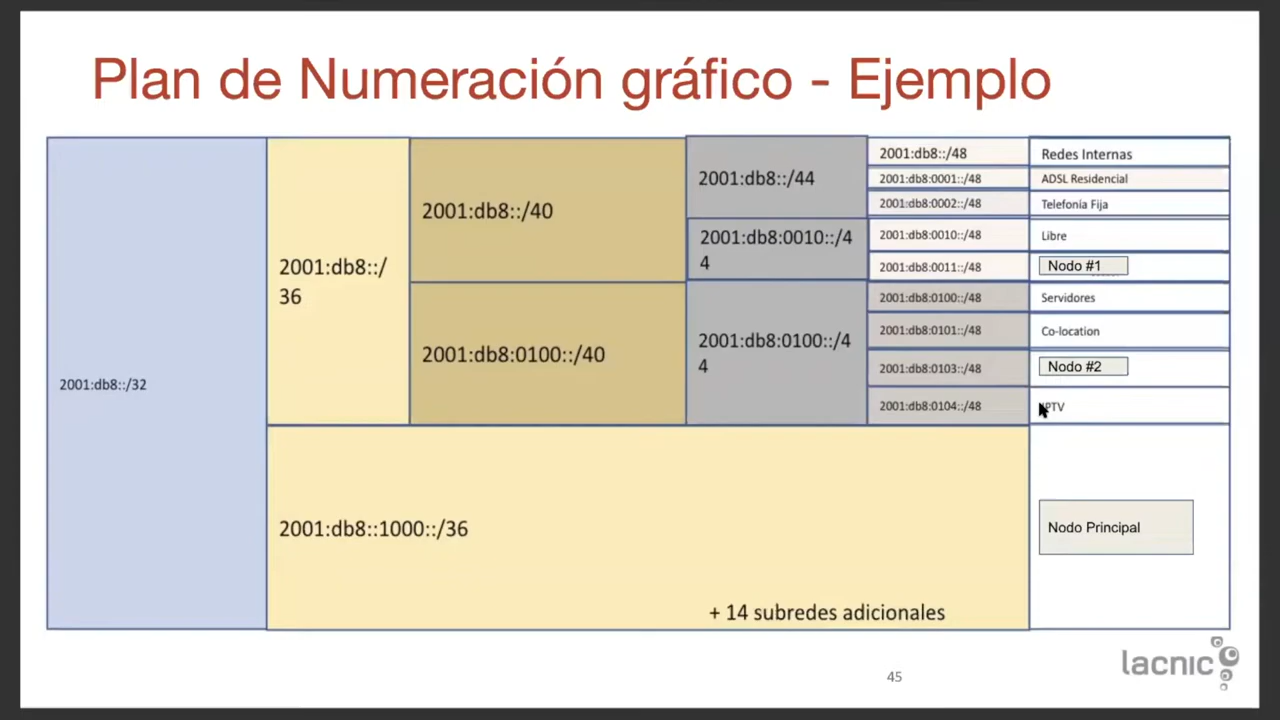 Plan de Numeración gráfico - Ejemplo
2001:db8::/32
2001:db8::/
36
2001:db8::/40
2001:db8:0100::/40
2001:db8::/44
2001:db8:0010::/4
4
2001:db8:0100::/4
4
2001:db8::/48
Redes Internas
2001:db8:0001::/48
ADSL Residencial
2001:db8:0002::/48
Telefonía Fija
2001:db8:0010::/48
Libre
2001:db8:0011::/48
Nodo #1
2001:db8:0100::/48
Servidores
2001:db8:0101::/48
Co-location
2001:db8:0103::/48
Nodo #2
2001:db8:0104::/48
IPTV
2001:db8::1000::/36
+ 14 subredes adicionales
Nodo Principal
45
lacnic